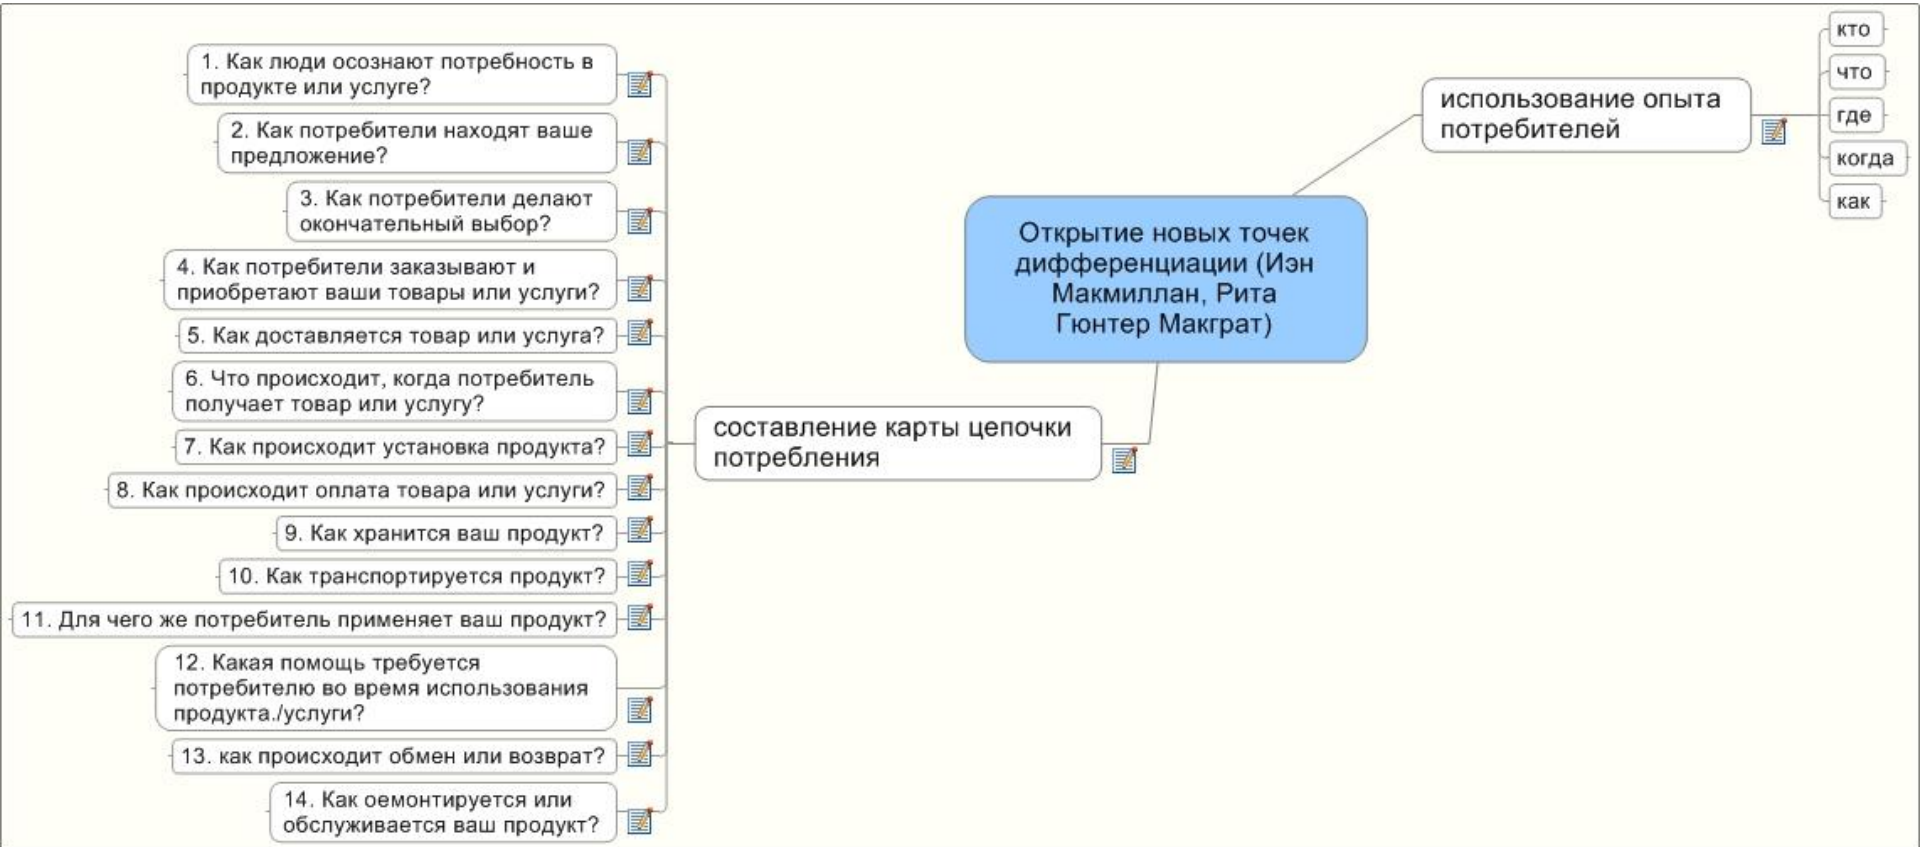 1. Как люди осознают потребность в
продукте или услуге?
2. Как потребители находят ваше
предложение?
3. Как потребители делают
окончательный выбор?
4. Как потребители заказывают и
приобретают ваши товары или услуги?
5. Как доставляется товар или услуга?
6. Что происходит, когда потребитель
получает товар или услугу?
7. Как происходит установка продукта?
8. Как происходит оплата товара или услуги?
9. Как хранится ваш продукт?
10. Как транспортируется продукт?
11. Для чего же потребитель применяет ваш продукт?
12. Какая помощь требуется
потребителю во время использования
продукта./услуги?
13. как происходит обмен или возврат?
14. Как оемонтируется или
обслуживается ваш продукт?
составление карты цепочки
потребления
Открытие новых точек
дифференциации (Иэн
Макмиллан, Рита
Гюнтер Макграт)
использование опыта
потребителей
кто
что
где
когда
как